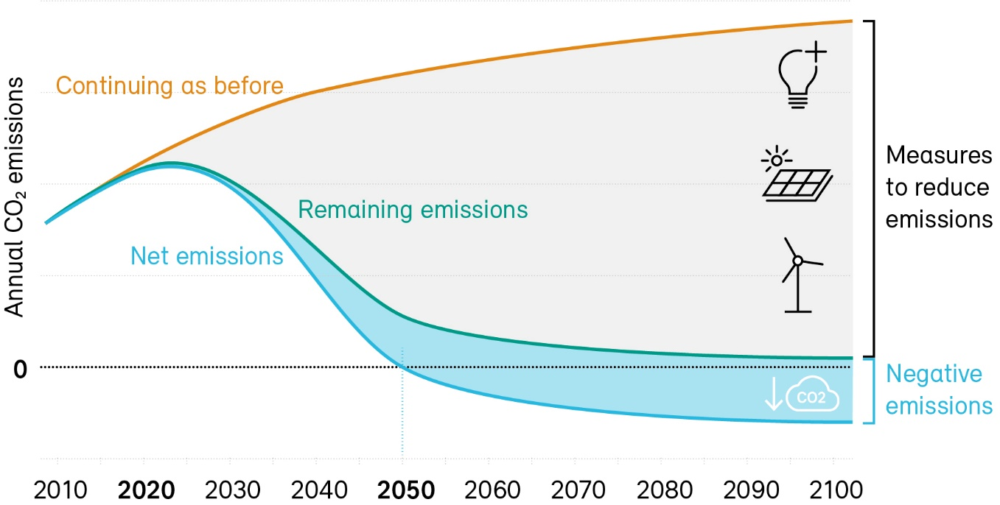 Annual CO₂ emissions
Continuing as before
Remaining emissions
Net emissions
Measures
to reduce
emissions
0
CO2
Negative
emissions
2010 2020 2030 2040 2050 2060 2070 2080 2090 2100